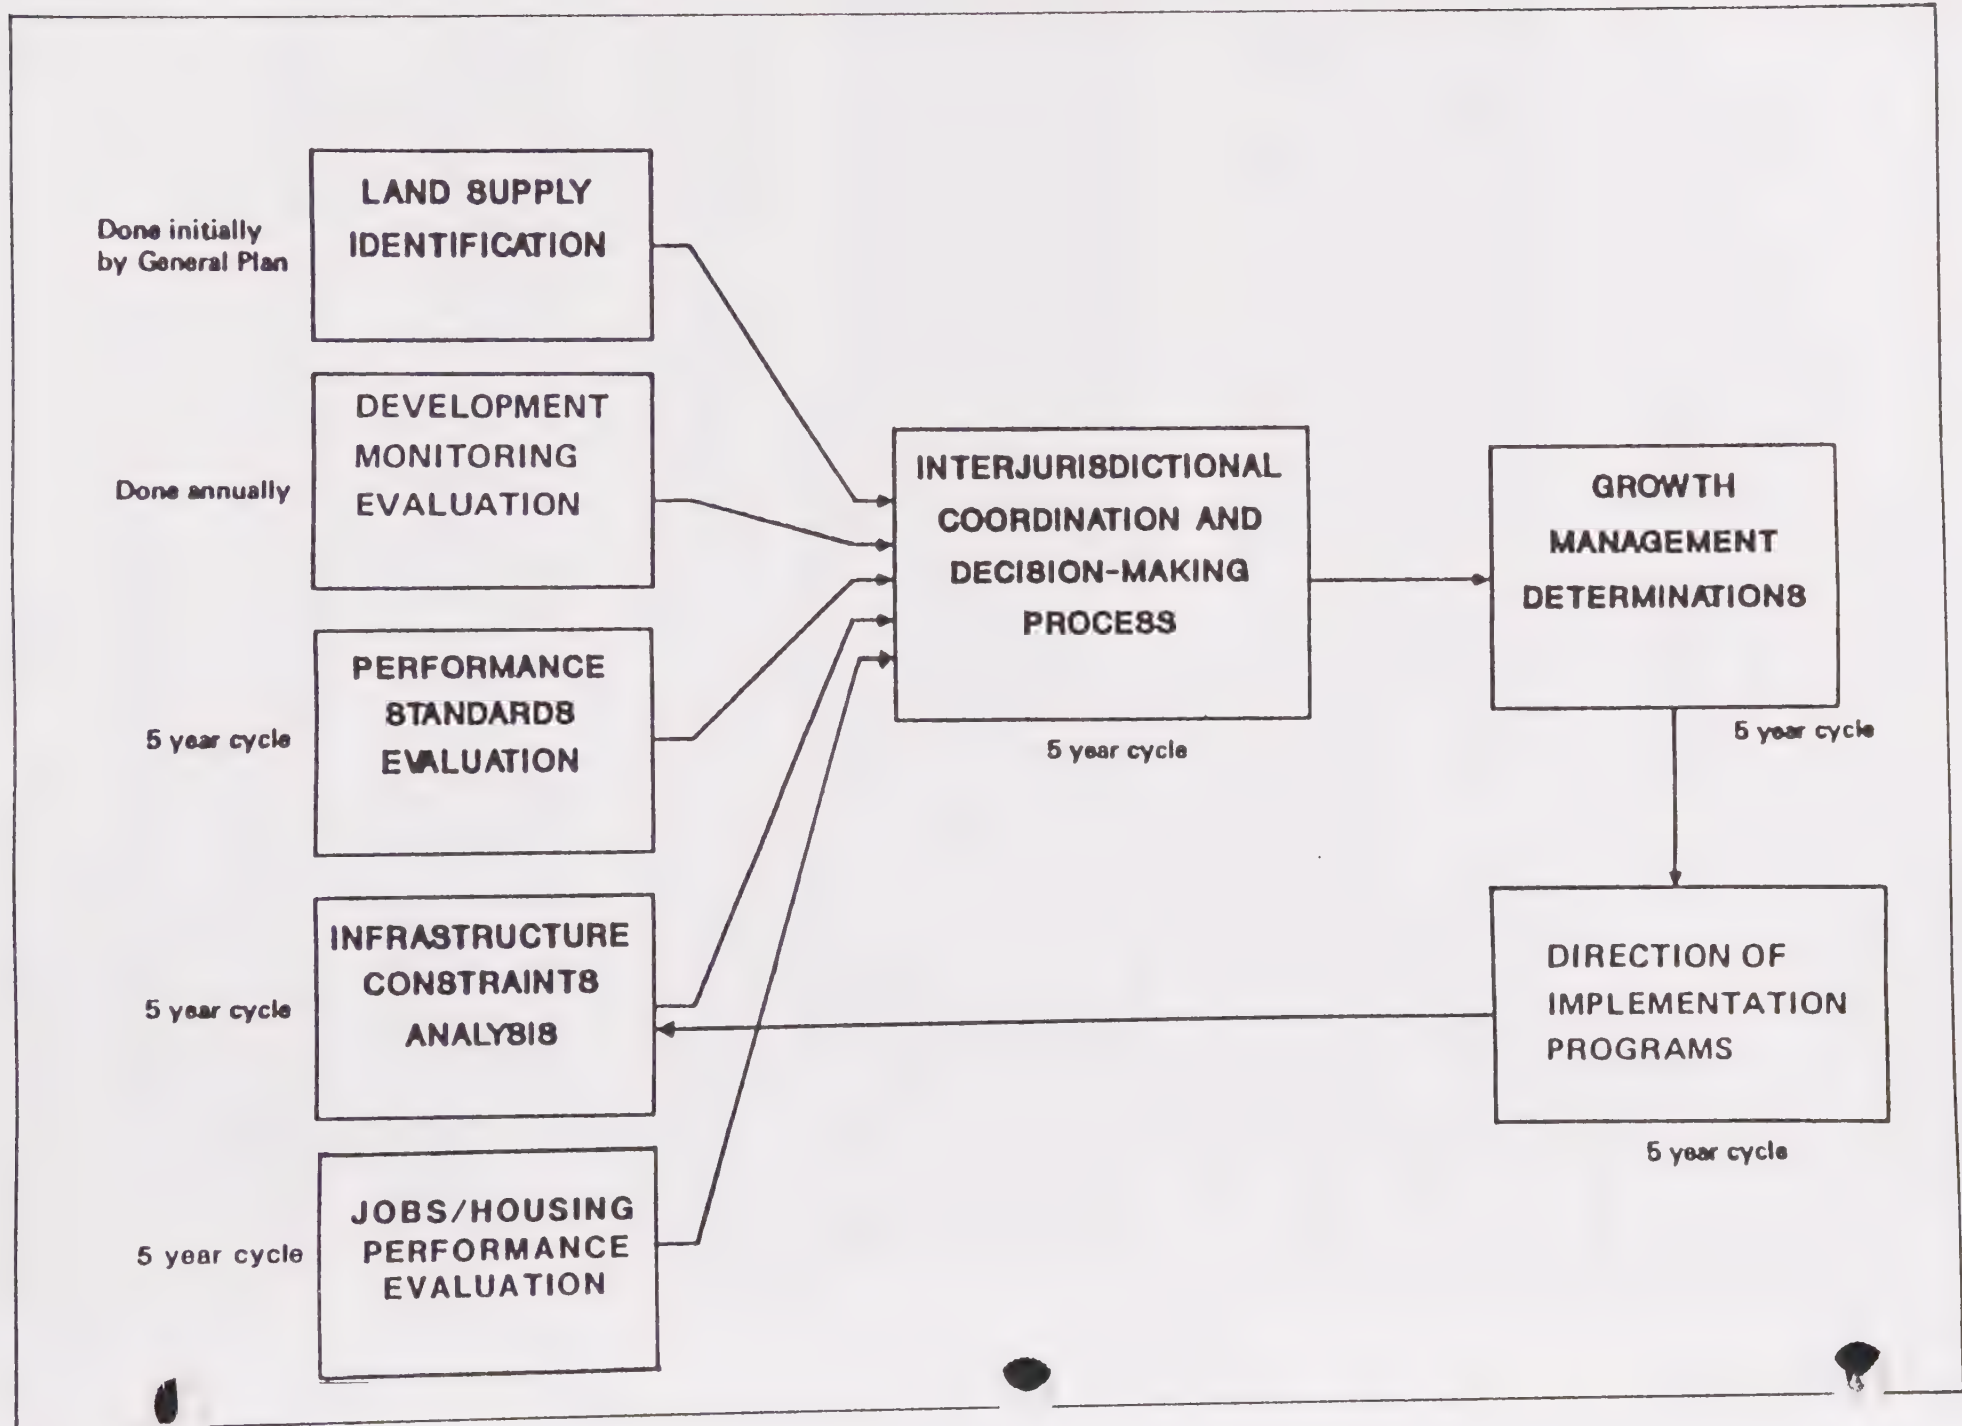 Done initially
by General Plan
LAND SUPPLY
IDENTIFICATION
Done annually
DEVELOPMENT
MONITORING
EVALUATION
5 year cycle
PERFORMANCE
STANDARDS
EVALUATION
5 year cycle
INFRASTRUCTURE
CONSTRAINTS
ANALYSIS
5 year cycle
JOBS/HOUSING
PERFORMANCE
EVALUATION
INTERJURISDICTIONAL
COORDINATION AND
DECISION-MAKING
PROCESS
5 year cycle
GROWTH
MANAGEMENT
DETERMINATIONS
5 year cycle
DIRECTION OF
IMPLEMENTATION
PROGRAMS
5 year cycle